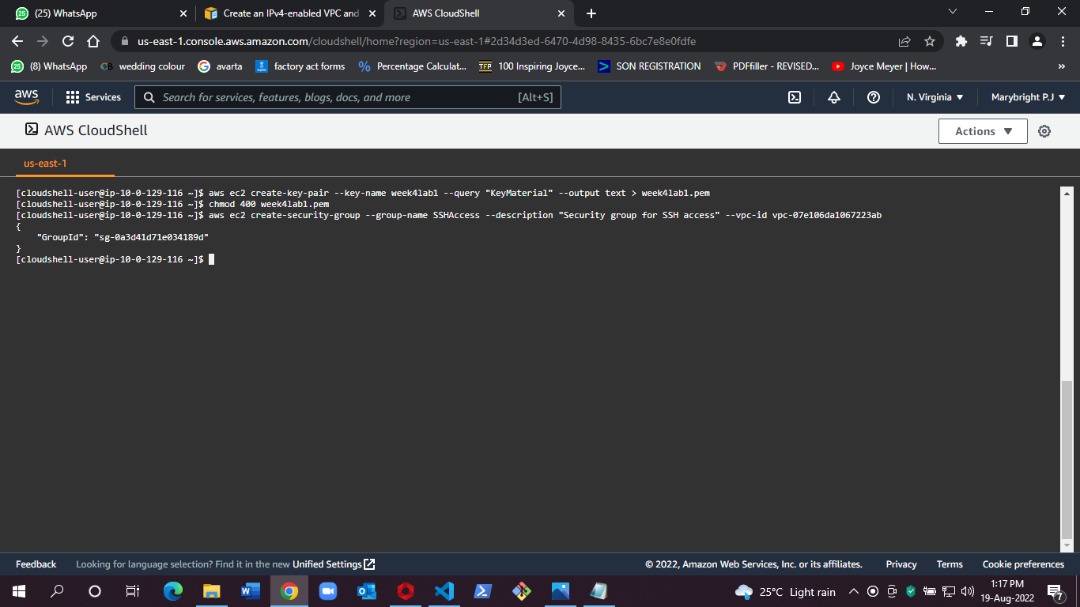 (25) WhatsApp
Create an IPv4-enabled VPC and
AWS CloudShell
us-east-1.console.aws.amazon.com/cloudshell/home?region=us-east-1#2d34d3ed-6470-4d98-8435-6bc7e8e0fdfe
(8) WhatsApp
wedding colour
avarta
factory act forms
Percentage Calculat...
100 Inspiring Joyce...
SON REGISTRATION
PDFfiller - REVISED...
Joyce Meyer | How...
»
aws
Services
Search for services, features, blogs, docs, and more
[Alt+S]
N. Virginia
Marybright P.J
AWS CloudShell
Actions
us-east-1
[cloudshell-user@ip-10-0-129-116 ~]$ aws ec2 create-key-pair --key-name week4lab1 --query "KeyMaterial" --output text > week4lab1.pem
[cloudshell-user@ip-10-0-129-116 ~]$ chmod 400 week4lab1.pem
[cloudshell-user@ip-10-0-129-116 ~]$ aws ec2 create-security-group --group-name SSHAccess --description "Security group for SSH access" --vpc-id vpc-07e106da1067223ab
{
    "GroupId": "sg-0a3d41d71e034189d"
}
[cloudshell-user@ip-10-0-129-116 ~]$
Feedback
Looking for language selection? Find it in the new Unified Settings
© 2022, Amazon Web Services, Inc. or its affiliates.
Privacy
Terms
Cookie preferences
25°C Light rain
1:17 PM
19-Aug-2022
7